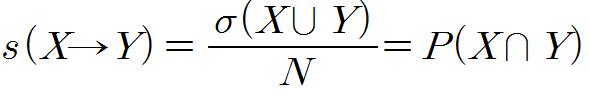 s(X→Y) = σ(X∪ Y) / N = P(X∩ Y)